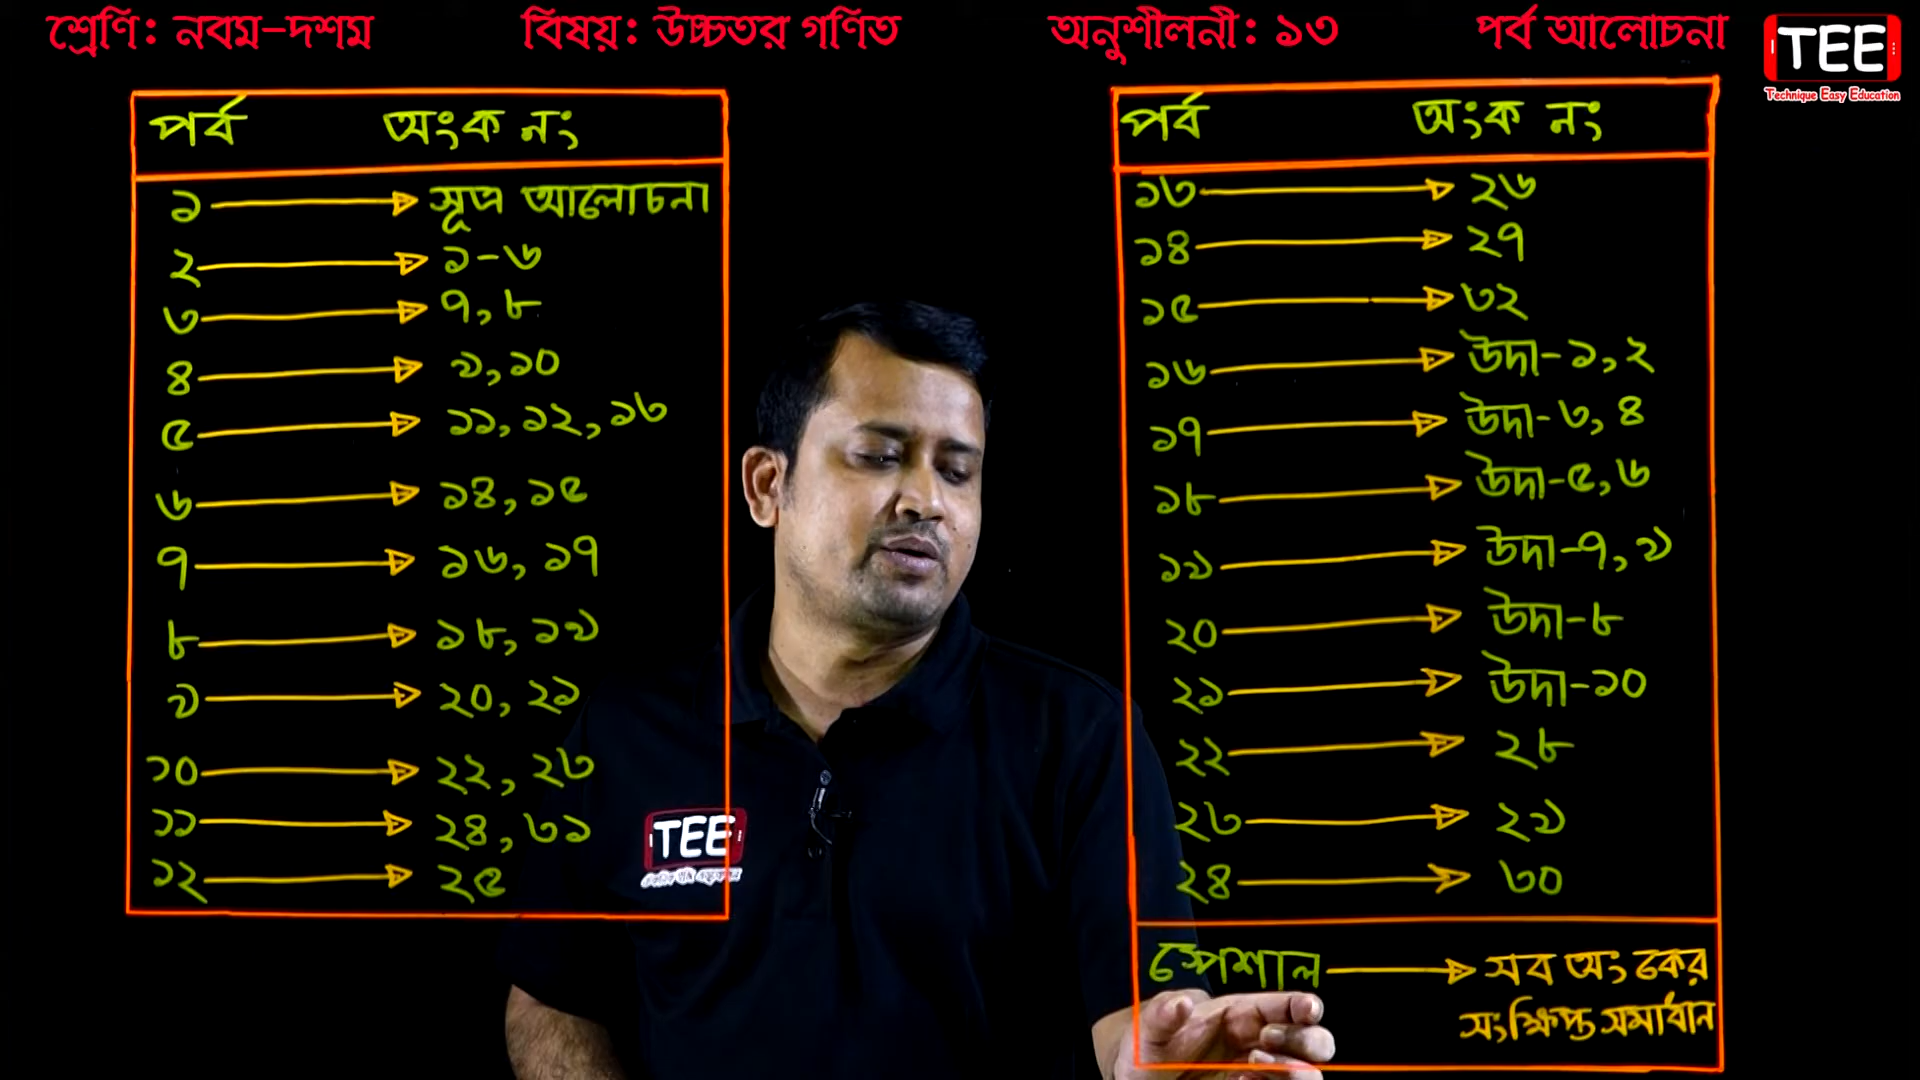 শ্রেণি: নবম-দশম বিষয়: উচ্চতর গণিত অনুশীলনী: ১৩ পর্ব আলোচনা
TEE
Technique Easy Education
পর্ব অংক নং
১ → সূত্র আলোচনা
২ → ১-৬
৩ → ৭, ৮
৪ → ৯, ১০
৫ → ১১, ১২, ১৩
৬ → ১৪, ১৫
৭ → ১৬, ১৭
৮ → ১৮, ১৯
৯ → ২০, ২১
১০ → ২২, ২৩
১১ → ২৪, ৩১
১২ → ২৫
TEE
পর্ব অংক নং
১৩ → ২৬
১৪ → ২৭
১৫ → ৩২
১৬ → উদা-১, ২
১৭ → উদা-৩, ৪
১৮ → উদা-৫, ৬
১৯ → উদা-৭, ৯
২০ → উদা-৮
২১ → উদা-১০
২২ → ২৮
২৩ → ২৯
২৪ → ৩০
স্পেশাল → সব অংকের
সংক্ষিপ্ত সমাধান